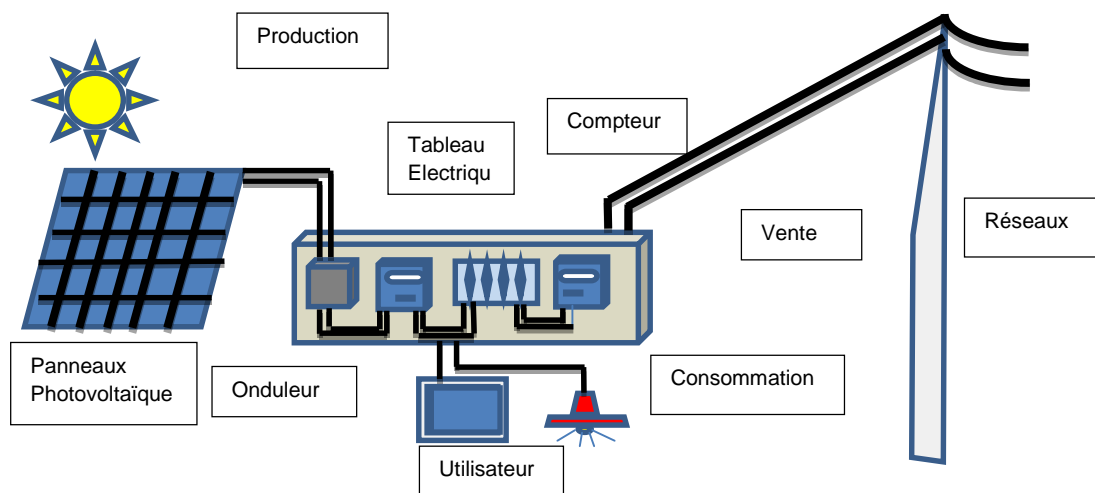 Production
Compteur
Tableau
Electriqu
Vente
Réseaux
Panneaux
Photovoltaïque
Onduleur
Consommation
Utilisateur